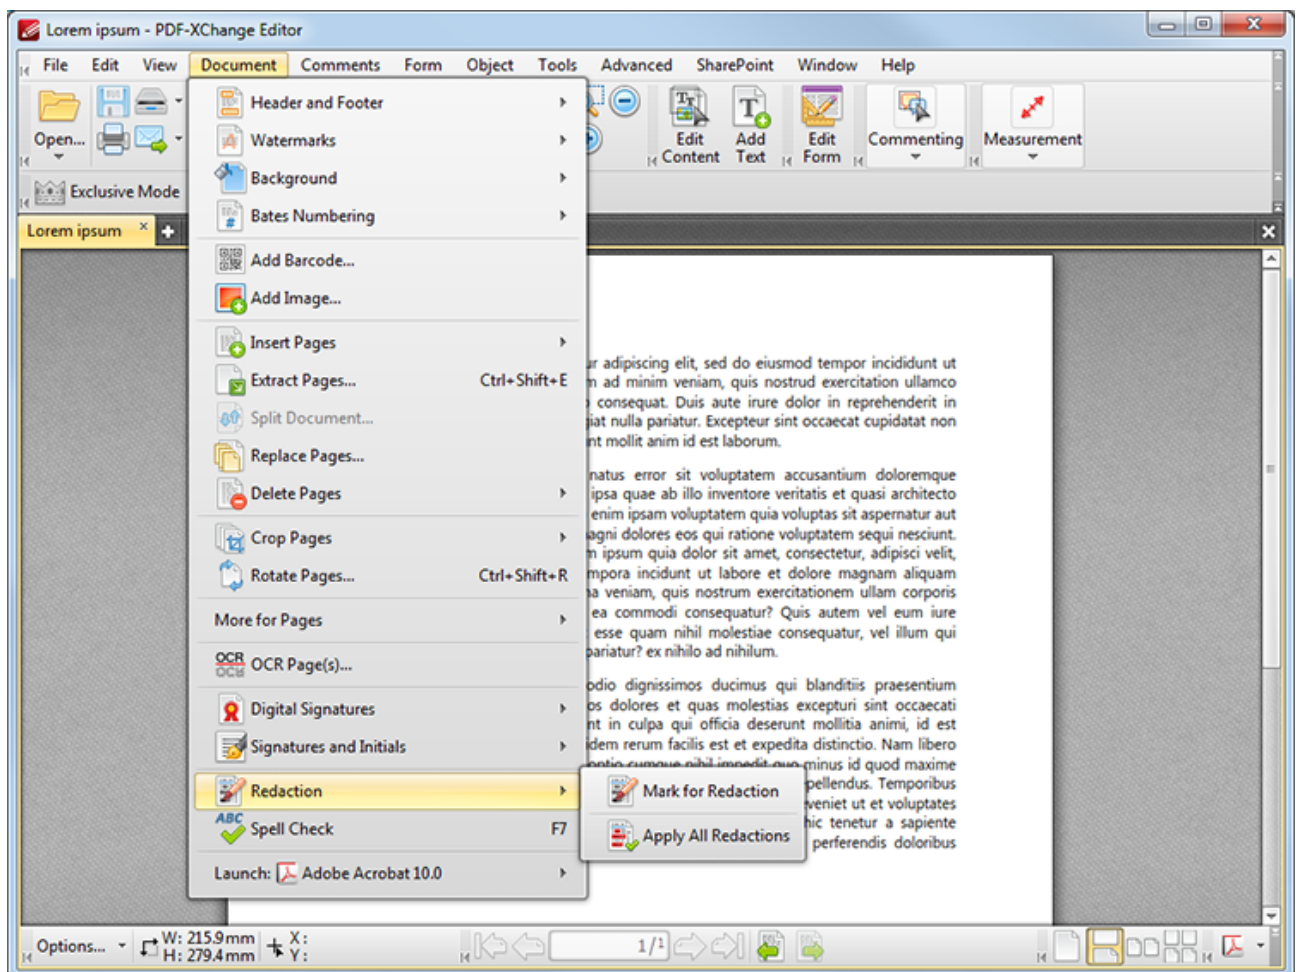 Lorem ipsum - PDF-XChange Editor
File Edit View Document Comments Form Object Tools Advanced SharePoint Window Help
Open...
Edit Content
Add Text
Edit Form
Commenting
Measurement
Exclusive Mode
Lorem ipsum
Header and Footer
Watermarks
Background
Bates Numbering
Add Barcode...
Add Image...
Insert Pages
Extract Pages... Ctrl+Shift+E
Split Document...
Replace Pages...
Delete Pages
Crop Pages
Rotate Pages... Ctrl+Shift+R
More for Pages
OCR OCR Page(s)...
Digital Signatures
Signatures and Initials
Redaction
ABC Spell Check F7
Launch: Adobe Acrobat 10.0
Mark for Redaction
Apply All Redactions
adipiscing elit, sed do eiusmod tempor incididunt ut
ad minim veniam, quis nostrud exercitation ullamco
consequat. Duis aute irure dolor in reprehenderit in
nulla pariatur. Excepteur sint occaecat cupidatat non
mollit anim id est laborum.
natus error sit voluptatem accusantium doloremque
ipsa quae ab illo inventore veritatis et quasi architecto
enim ipsam voluptatem quia voluptas sit aspernatur aut
dolores eos qui ratione voluptatem sequi nesciunt.
ipsum quia dolor sit amet, consectetur, adipisci velit,
incidunt ut labore et dolore magnam aliquam
veniam, quis nostrum exercitationem ullam corporis
ea commodi consequatur? Quis autem vel eum iure
esse quam nihil molestiae consequatur, vel illum qui
pariatur? ex nihilo ad nihilum.
odio dignissimos ducimus qui blanditiis praesentium
dolores et quas molestias excepturi sint occaecati
in culpa qui officia deserunt mollitia animi, id est
rerum facilis est et expedita distinctio. Nam libero
optio cumque nihil impedit quo minus id quod maxime
Temporibus
eveniet ut et voluptates
hic tenetur a sapiente
perferendis doloribus
Options... W: 215.9 mm X:
H: 279.4 mm Y:
1/1